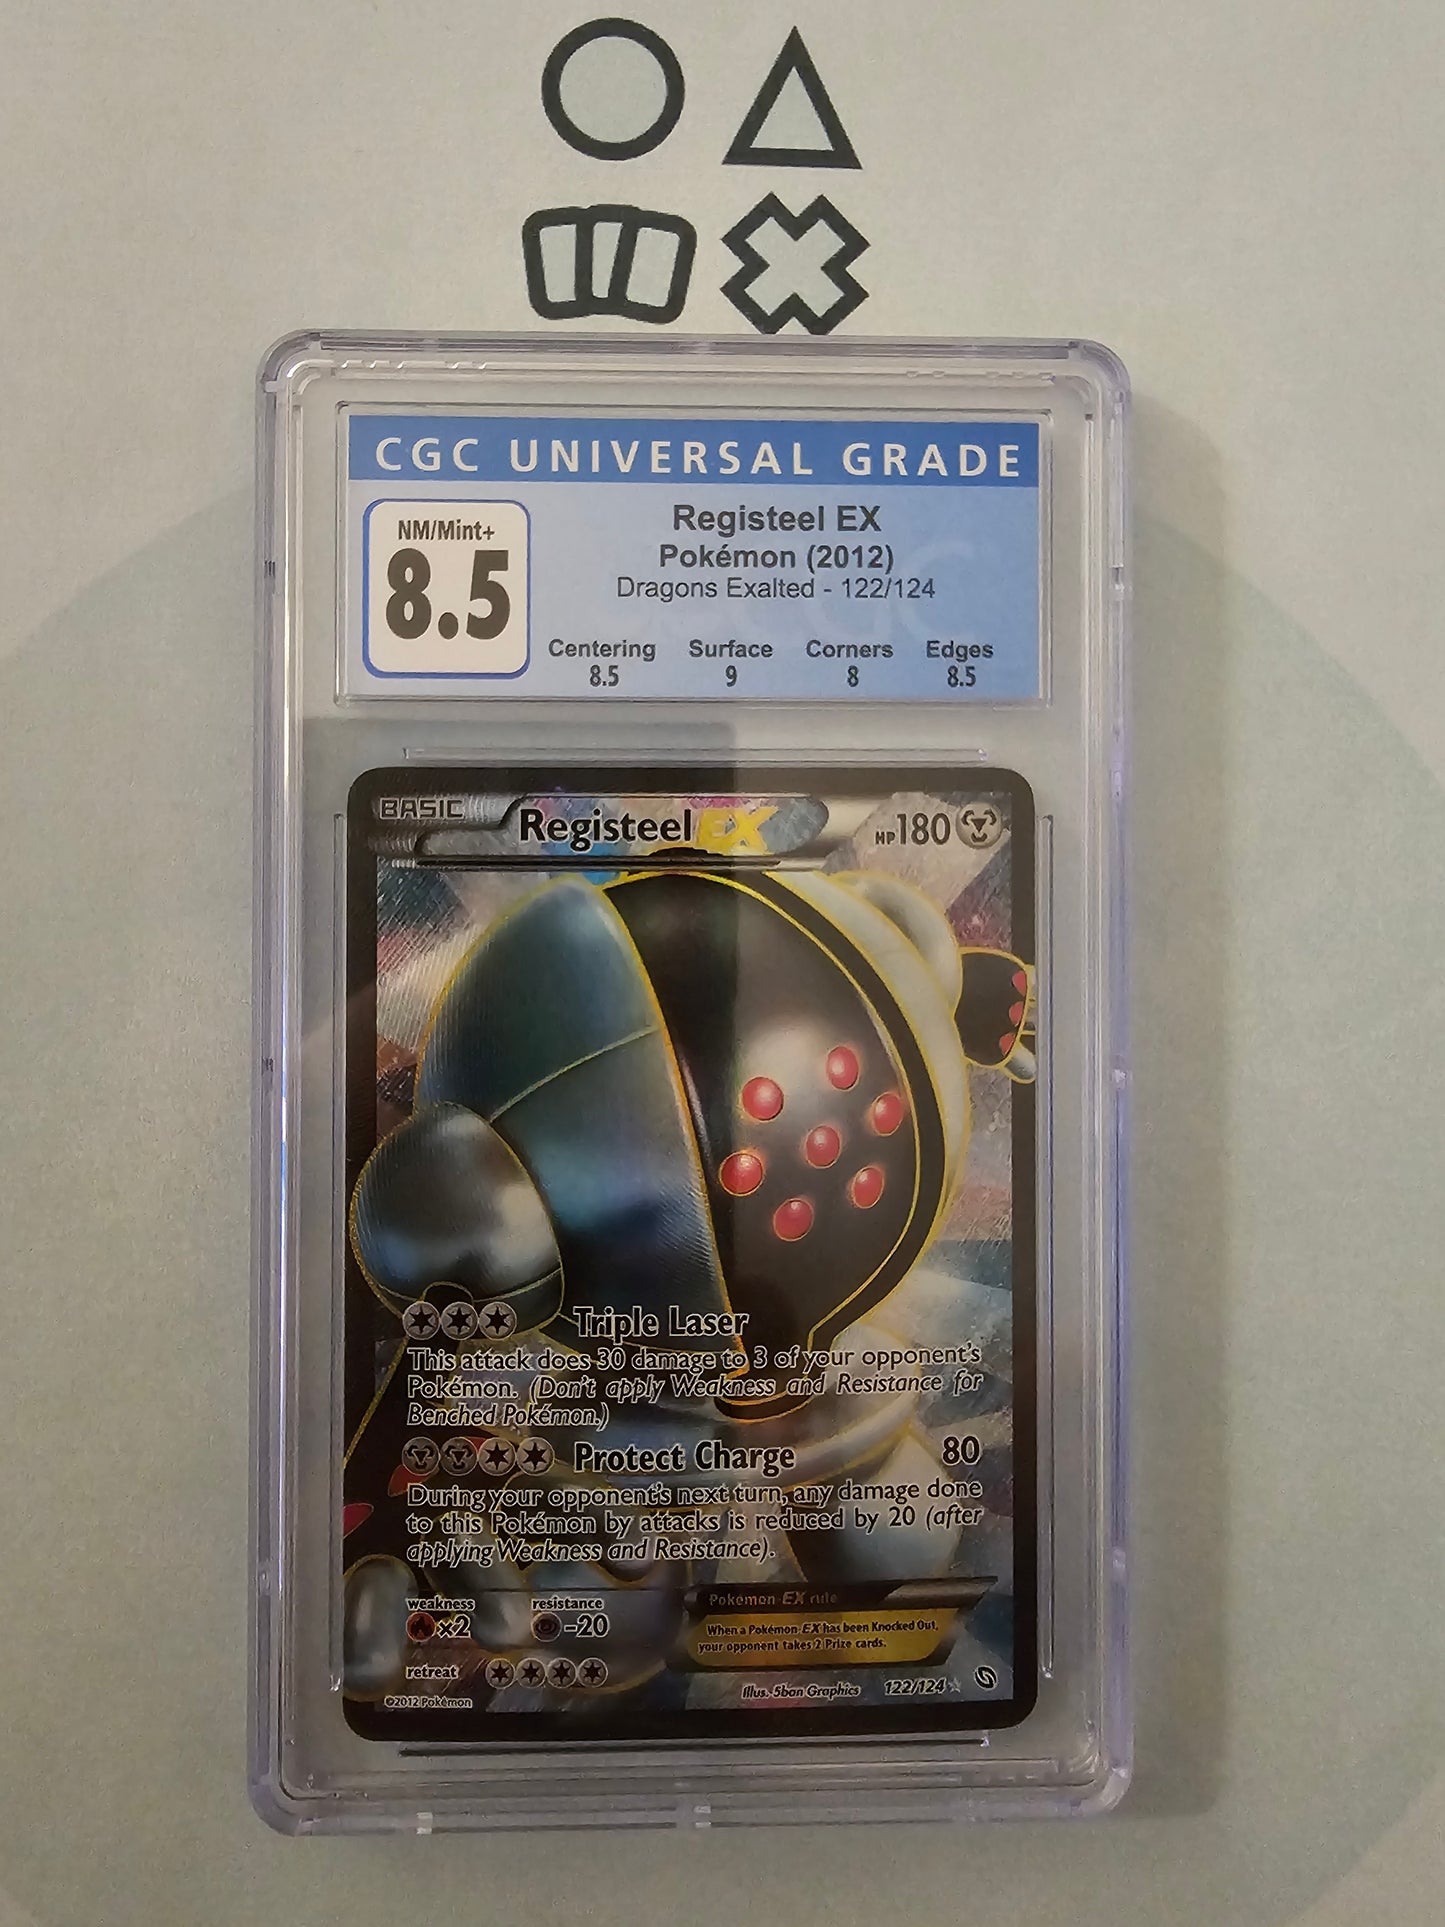 CGC UNIVERSAL GRADE
NM/Mint+
8.5
Registeel EX
Pokémon (2012)
Dragons Exalted - 122/124
Centering Surface Corners Edges
8.5 9 8 8.5
BASIC Registeel EX HP180
Triple Laser
This attack does 30 damage to 3 of your opponent's
Pokémon. (Don't apply Weakness and Resistance for
Benched Pokémon.)
Protect Charge 80
During your opponent's next turn, any damage done
to this Pokémon by attacks is reduced by 20 (after
applying Weakness and Resistance).
weakness resistance
×2 -20
retreat
Pokémon-EX rule
When a Pokémon-EX has been Knocked Out,
your opponent takes 2 Prize cards.
©2012 Pokémon Illus. 5ban Graphics 122/124